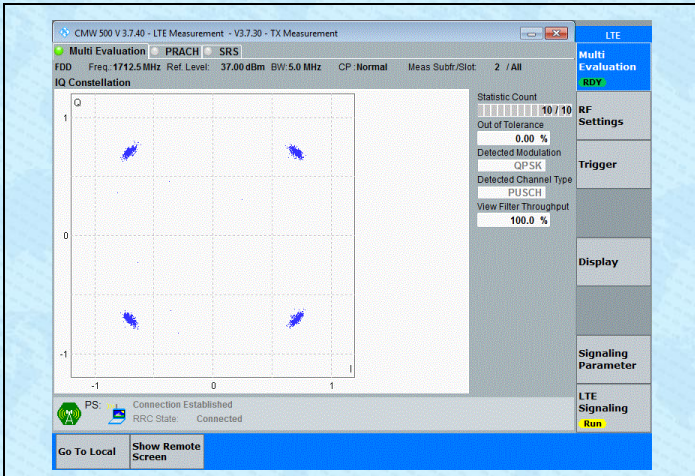 CMW 500 V 3.7.40 - LTE Measurement - V3.7.30 - TX Measurement
LTE
Multi Evaluation PRACH SRS
FDD Freq.:1712.5 MHz Ref. Level: 37.00 dBm BW:5.0 MHz CP :Normal Meas Subfr./Slot: 2 / All
IQ Constellation
Q
1
0
-1
-1 0 1
I
Statistic Count
10 / 10
Out of Tolerance
0.00 %
Detected Modulation
QPSK
Detected Channel Type
PUSCH
View Filter Throughput
100.0 %
Multi
Evaluation
RDY
RF
Settings
Trigger
Display
Signaling
Parameter
LTE
Signaling
Run
PS: Connection Established
RRC State: Connected
Go To Local
Show Remote
Screen